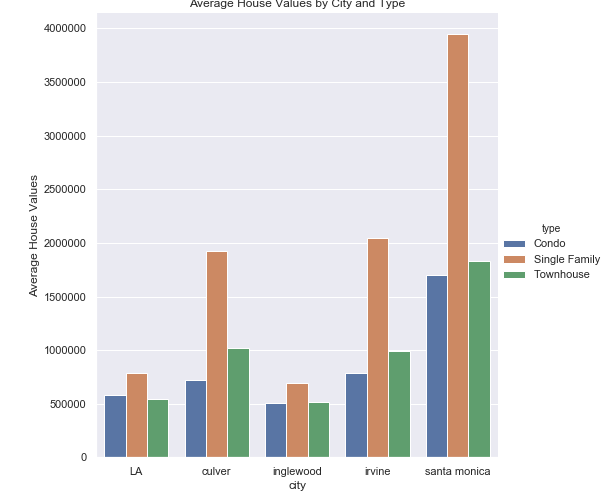 Average House Values by City and Type
4000000
3500000
3000000
2500000
2000000
1500000
1000000
500000
0
Average House Values
LA
culver
inglewood
irvine
santa monica
city
type
Condo
Single Family
Townhouse